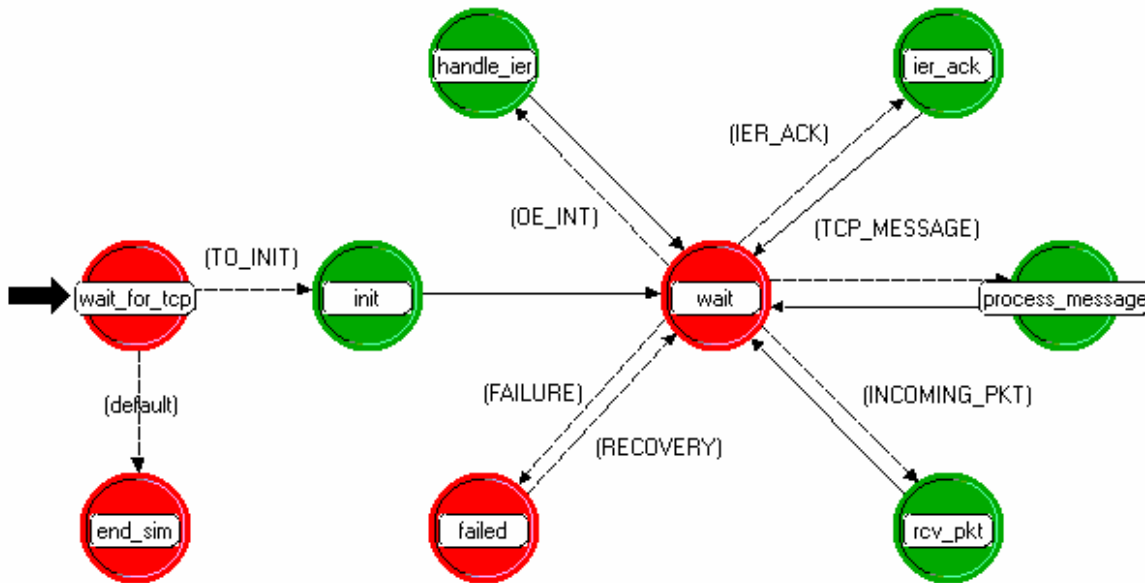 handle_ier
ier_ack
(IER_ACK)
(OE_INT)
(TCP_MESSAGE)
(TO_INIT)
wait_for_tcp
init
wait
process_message
(default)
(FAILURE)
(INCOMING_PKT)
(RECOVERY)
end_sim
failed
rcv_pkt